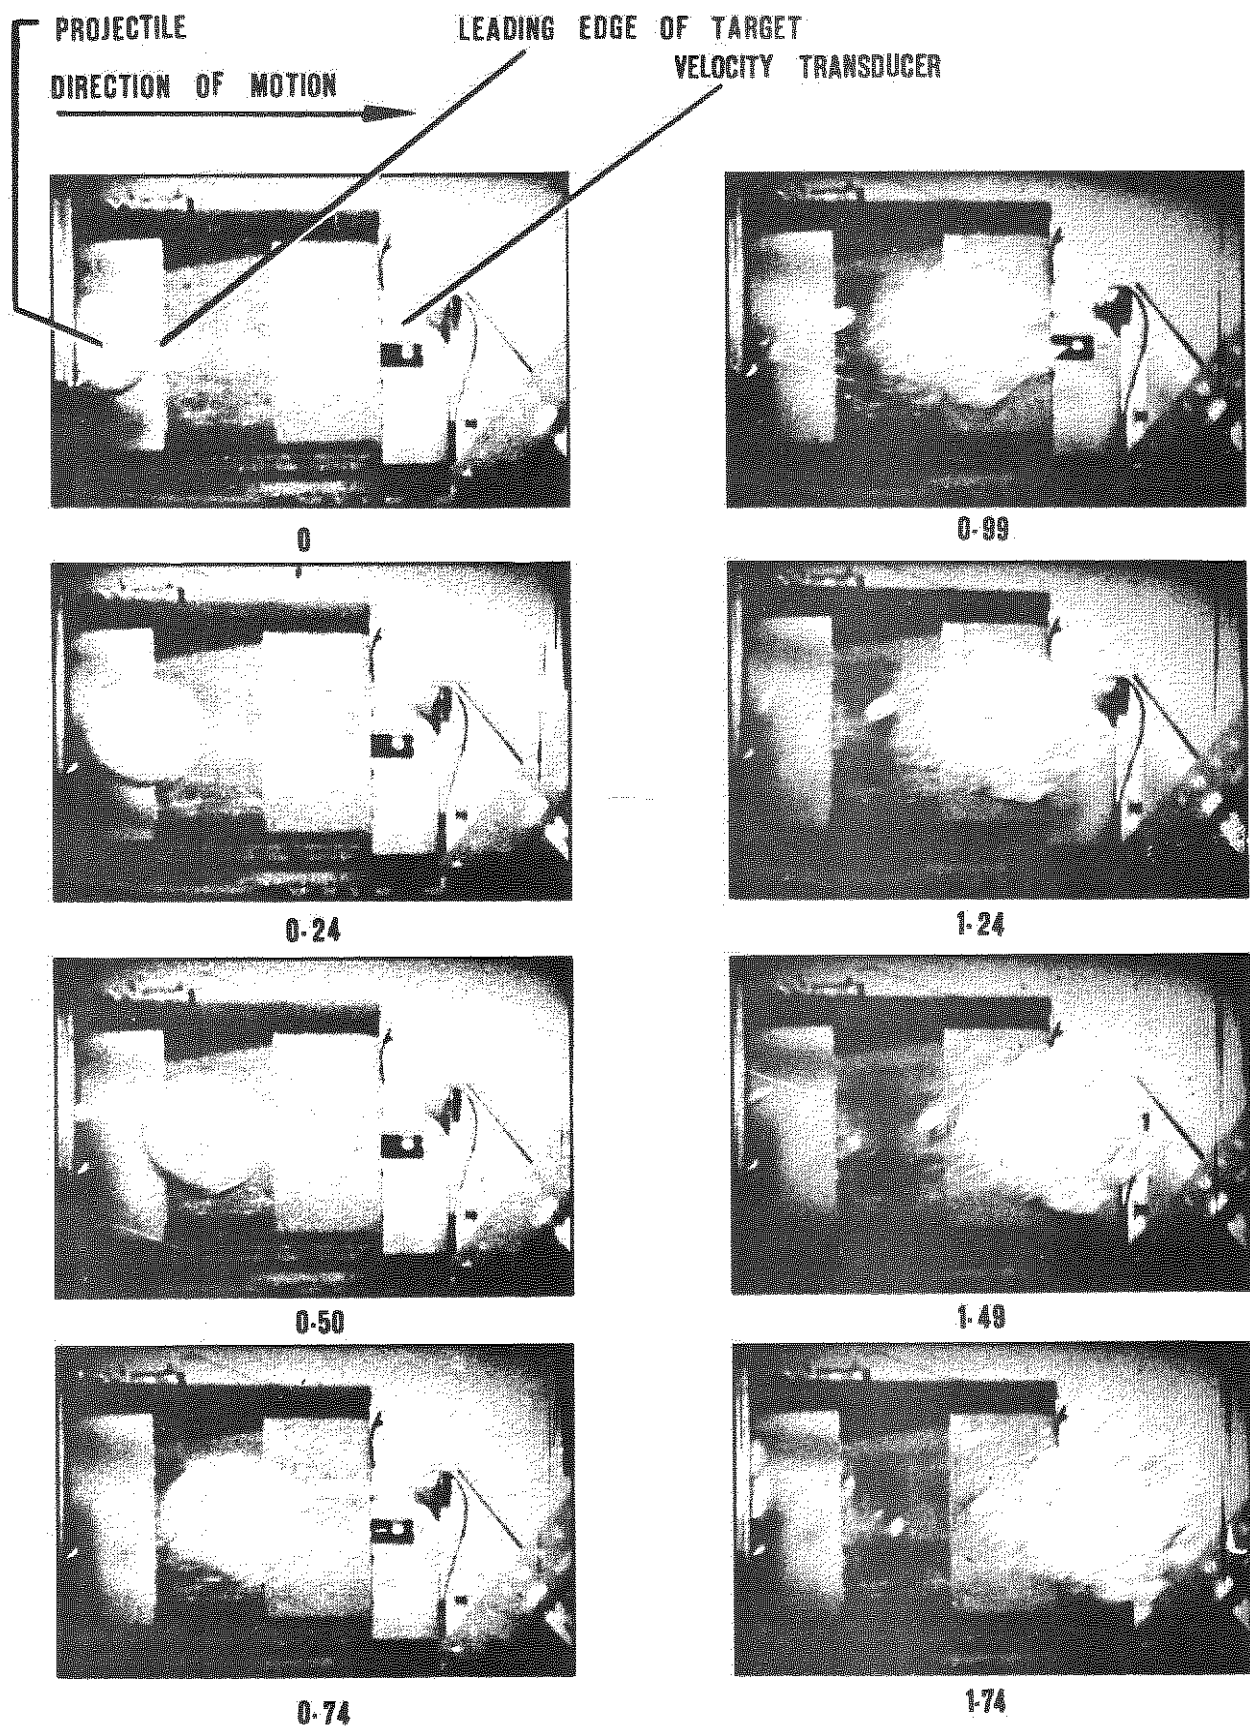 PROJECTILE
LEADING EDGE OF TARGET
VELOCITY TRANSDUCER
DIRECTION OF MOTION
0
0·99
0·24
1·24
0·50
1·49
0·74
1·74